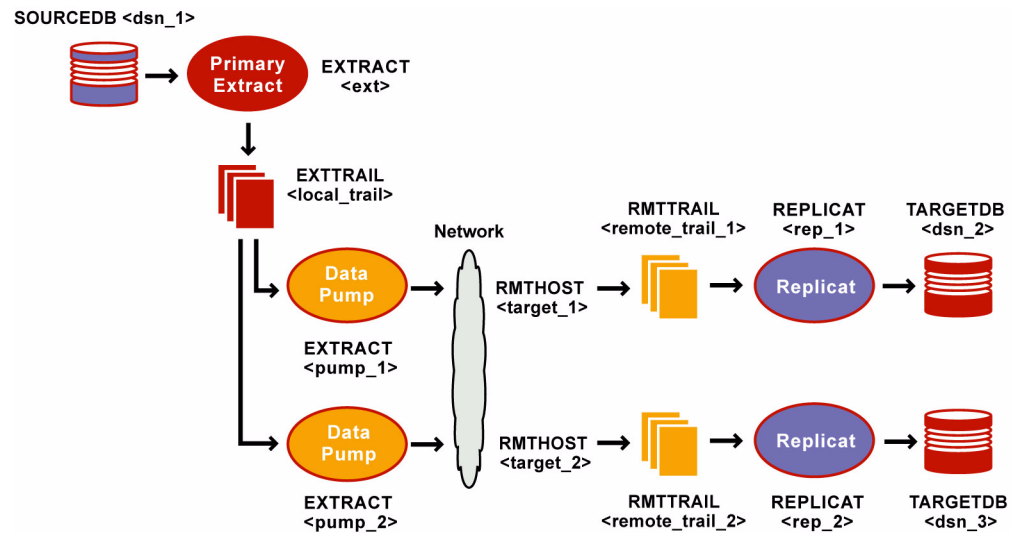 SOURCEDB <dsn_1>
Primary
Extract
EXTRACT
<ext>
EXTTRAIL
<local_trail>
Network
Data
Pump
EXTRACT
<pump_1>
RMTHOST
<target_1>
RMTTRAIL
<remote_trail_1>
REPLICAT
<rep_1>
Replicat
TARGETDB
<dsn_2>
Data
Pump
EXTRACT
<pump_2>
RMTHOST
<target_2>
RMTTRAIL
<remote_trail_2>
Replicat
REPLICAT
<rep_2>
TARGETDB
<dsn_3>